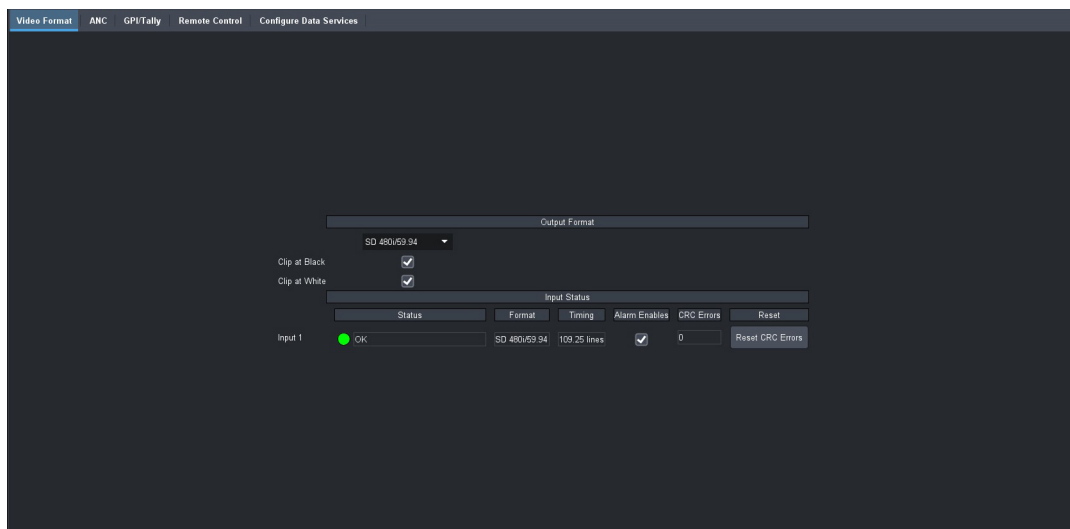 Video Format ANC GPI/Tally Remote Control Configure Data Services
Output Format
SD 480i/59.94
Clip at Black
Clip at White
Input Status
Status Format Timing Alarm Enables CRC Errors Reset
Input 1 OK SD 480i/59.94 109.25 lines 0 Reset CRC Errors